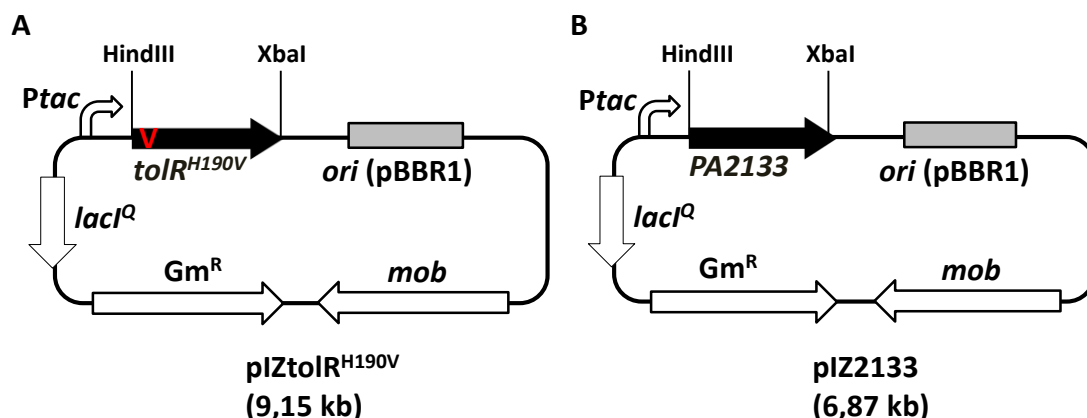 A
HindIII
XbaI
Ptac
V
tolRᴴ¹⁹⁰ⱽ
ori (pBBR1)
lacIQ
GmR
mob
pIZtolRᴴ¹⁹⁰ⱽ
(9,15 kb)
B
HindIII
XbaI
Ptac
PA2133
ori (pBBR1)
lacIQ
GmR
mob
pIZ2133
(6,87 kb)